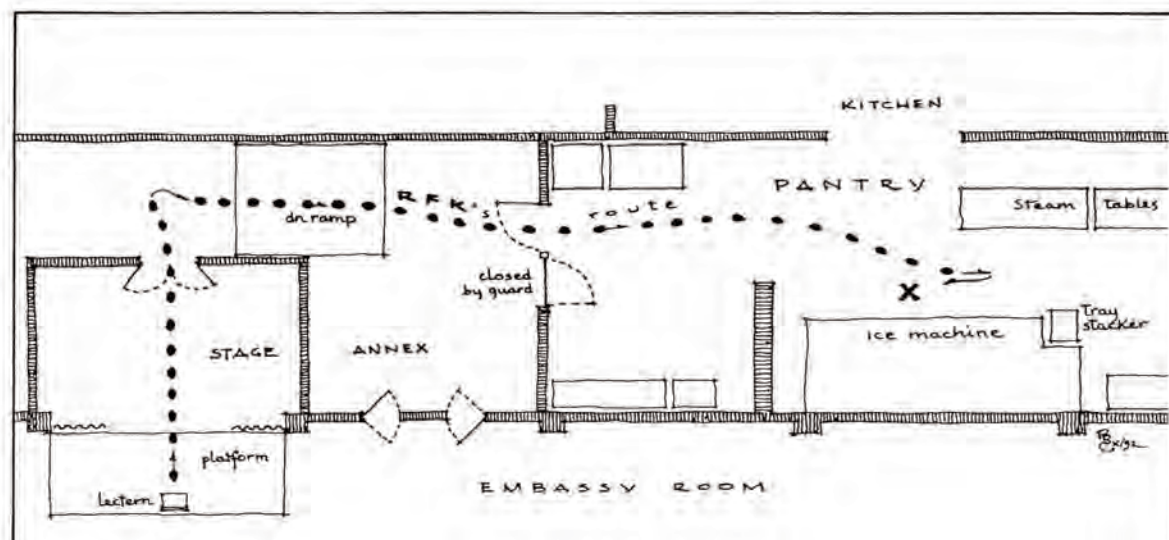 KITCHEN
PANTRY
RFK's route
Steam Tables
dn. ramp
closed
by guard
X
STAGE
ANNEX
ice machine
Tray
stacker
platform
lectern
EMBASSY ROOM